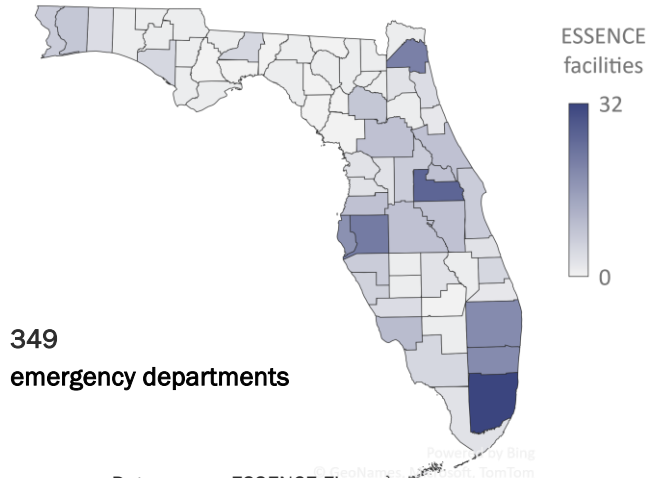 ESSENCE
facilities
32
0
349
emergency departments
Powered by Bing
© GeoNames, Microsoft, TomTom